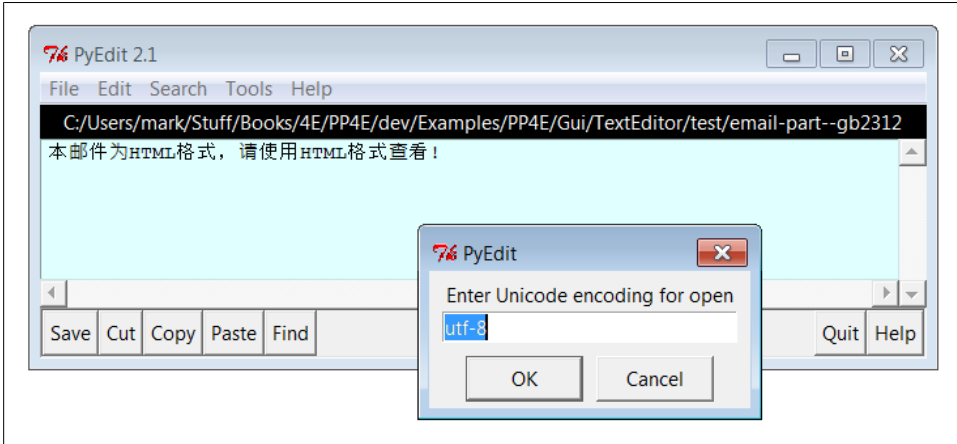 PyEdit 2.1
File Edit Search Tools Help
C:/Users/mark/Stuff/Books/4E/PP4E/dev/Examples/PP4E/Gui/TextEditor/test/email-part--gb2312
本邮件为HTML格式，请使用HTML格式查看！
PyEdit
Enter Unicode encoding for open
utf-8
OK Cancel
Save Cut Copy Paste Find Quit Help